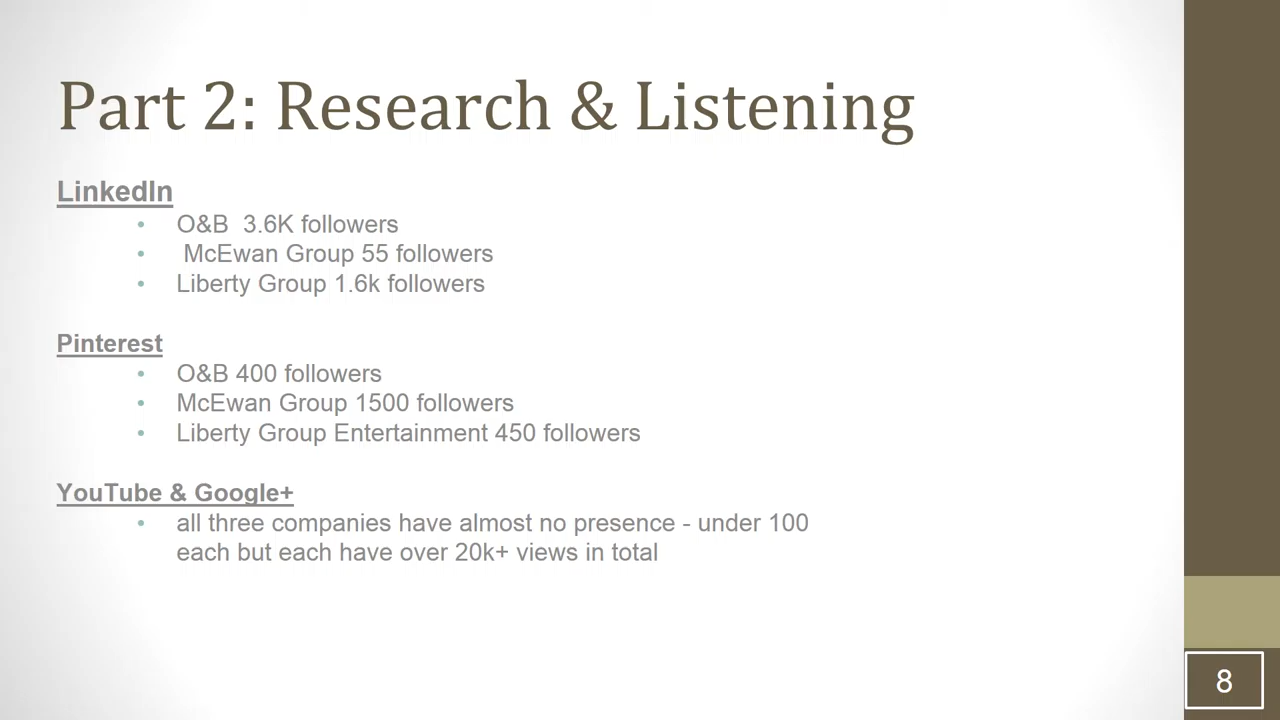 Part 2: Research & Listening
LinkedIn
• O&B  3.6K followers
•  McEwan Group 55 followers
• Liberty Group 1.6k followers
Pinterest
• O&B 400 followers
• McEwan Group 1500 followers
• Liberty Group Entertainment 450 followers
YouTube & Google+
• all three companies have almost no presence - under 100
each but each have over 20k+ views in total
8